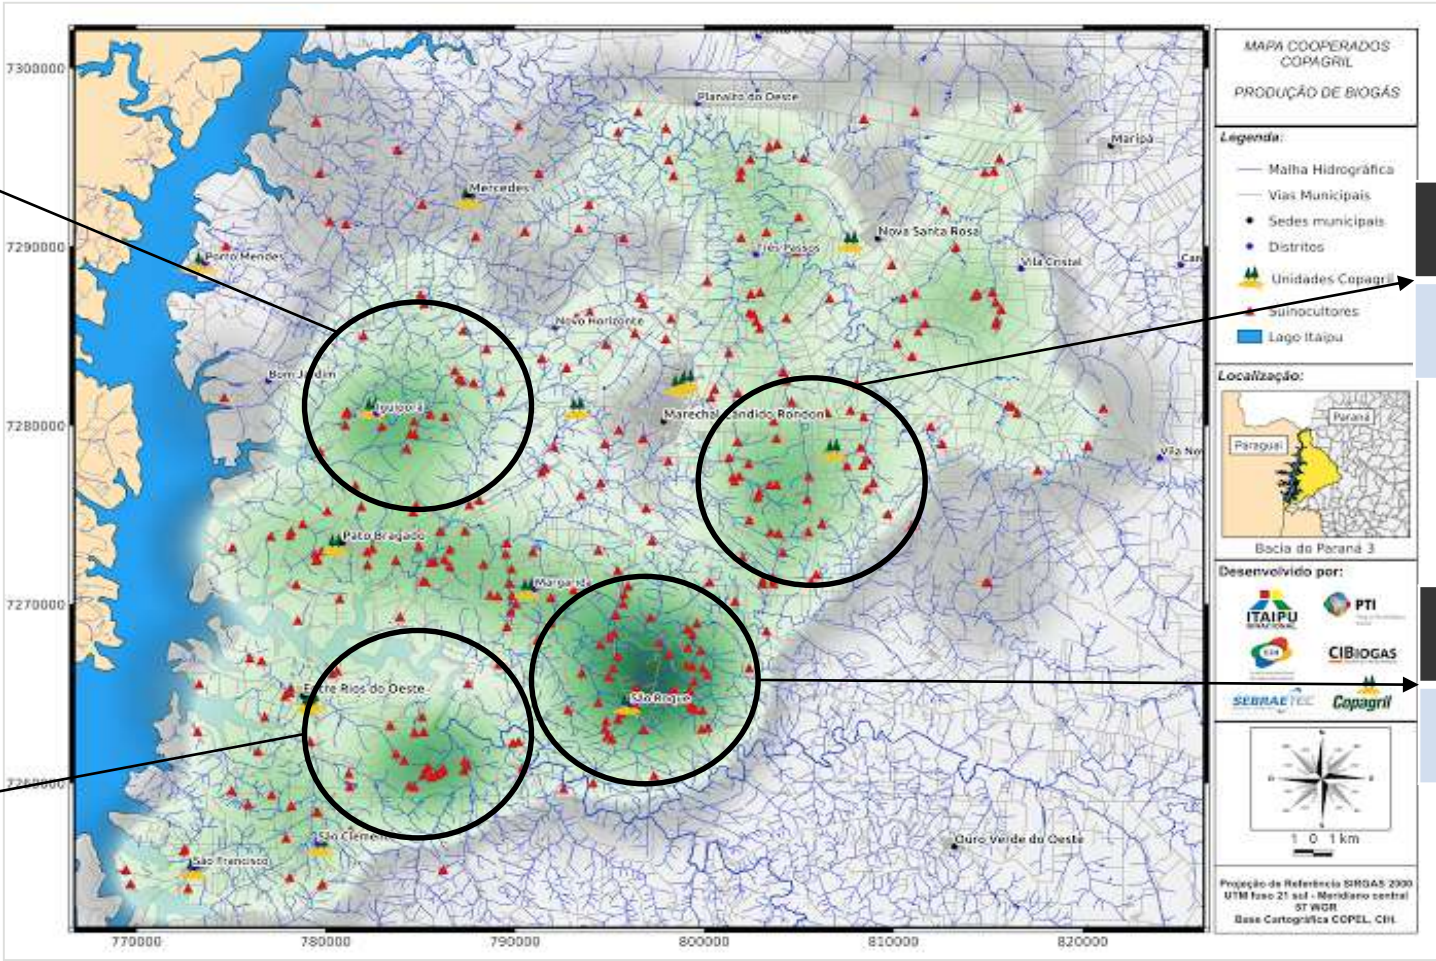 7300000
7290000
7280000
7270000
770000
780000
790000
800000
810000
820000
Planalto do Oeste
Maripá
Mercedes
Nova Santa Rosa
Três Passos
Porto Mendes
Vila Cristal
Novo Horizonte
Bom Jardim
Iguiporã
Marechal Cândido Rondon
Vila Nov
Pato Bragado
Margarida
Entre Rios do Oeste
São Roque
São Clemen
São Francisco
Ouro Verde do Oeste
MAPA COOPERADOS
COPAGRIL
PRODUÇÃO DE BIOGÁS
Legenda:
Malha Hidrográfica
Vias Municipais
Sedes municipais
Distritos
Unidades Copagril
Suinocultores
Lago Itaipu
Localização:
Paraná
Paraguai
Bacia do Paraná 3
Desenvolvido por:
ITAIPU
BINACIONAL
PTI
CIBIOGÁS
SEBRAETEC
Copagril
1 0 1 km
Projeção de Referência SIRGAS 2000
UTM fuso 21 sul - Meridiano central
57 WGR
Base Cartográfica COPEL, CIH.